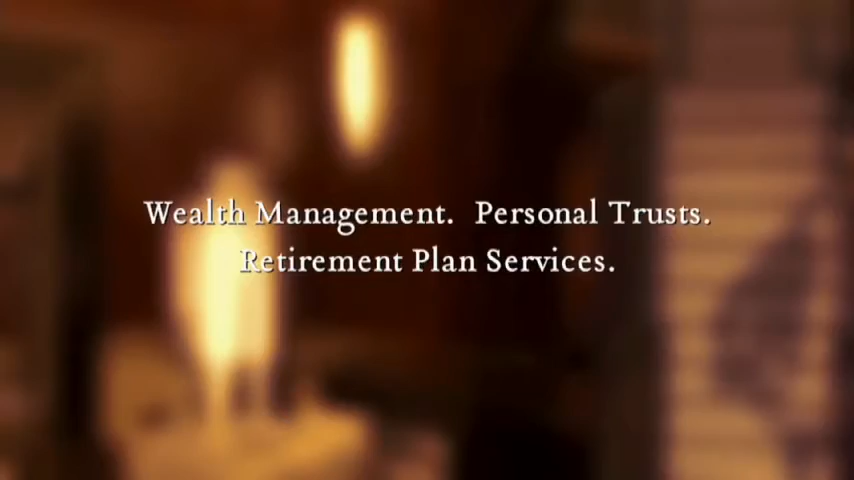 Wealth Management.  Personal Trusts.
Retirement Plan Services.